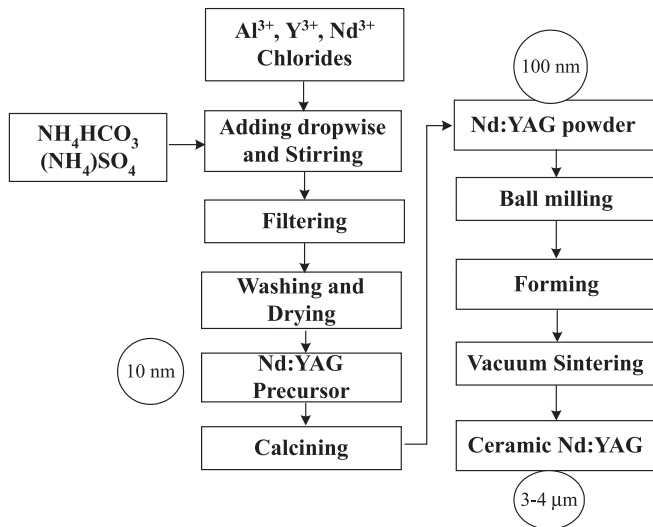 Al³⁺, Y³⁺, Nd³⁺
Chlorides
NH₄HCO₃
(NH₄)SO₄
Adding dropwise
and Stirring
Filtering
Washing and
Drying
10 nm
Nd:YAG
Precursor
Calcining
100 nm
Nd:YAG powder
Ball milling
Forming
Vacuum Sintering
Ceramic Nd:YAG
3-4 μm